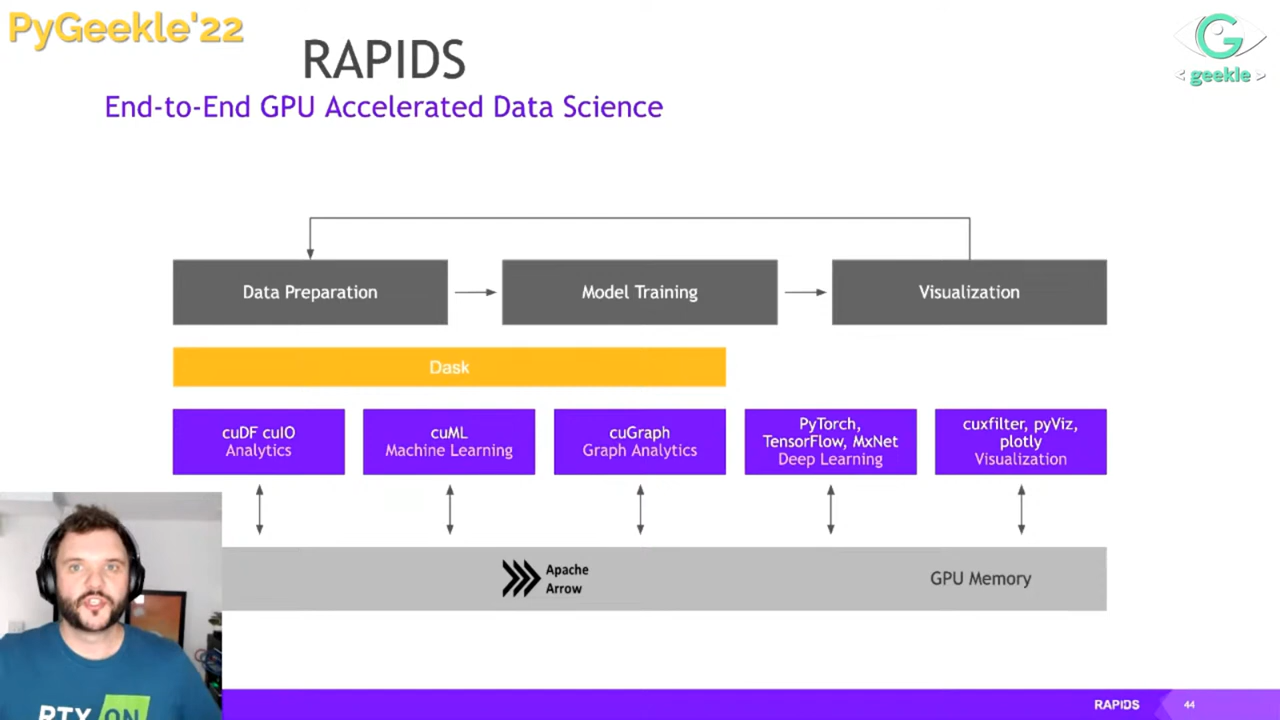 PyGeekle'22
RAPIDS
End-to-End GPU Accelerated Data Science
G
< geekle >
Data Preparation
Model Training
Visualization
Dask
cuDF cuIO
Analytics
cuML
Machine Learning
cuGraph
Graph Analytics
PyTorch,
TensorFlow, MxNet
Deep Learning
cuxfilter, pyViz,
plotly
Visualization
Apache
Arrow
GPU Memory
RTX ON
RAPIDS
44